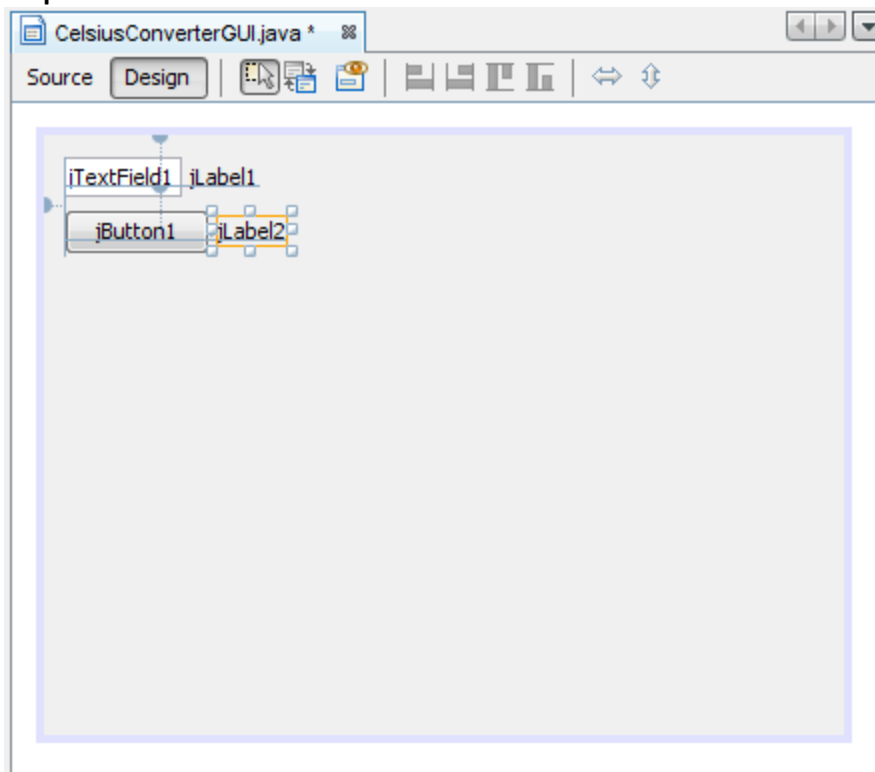 CelsiusConverterGUI.java *
Source Design
jTextField1 jLabel1
jButton1 jLabel2